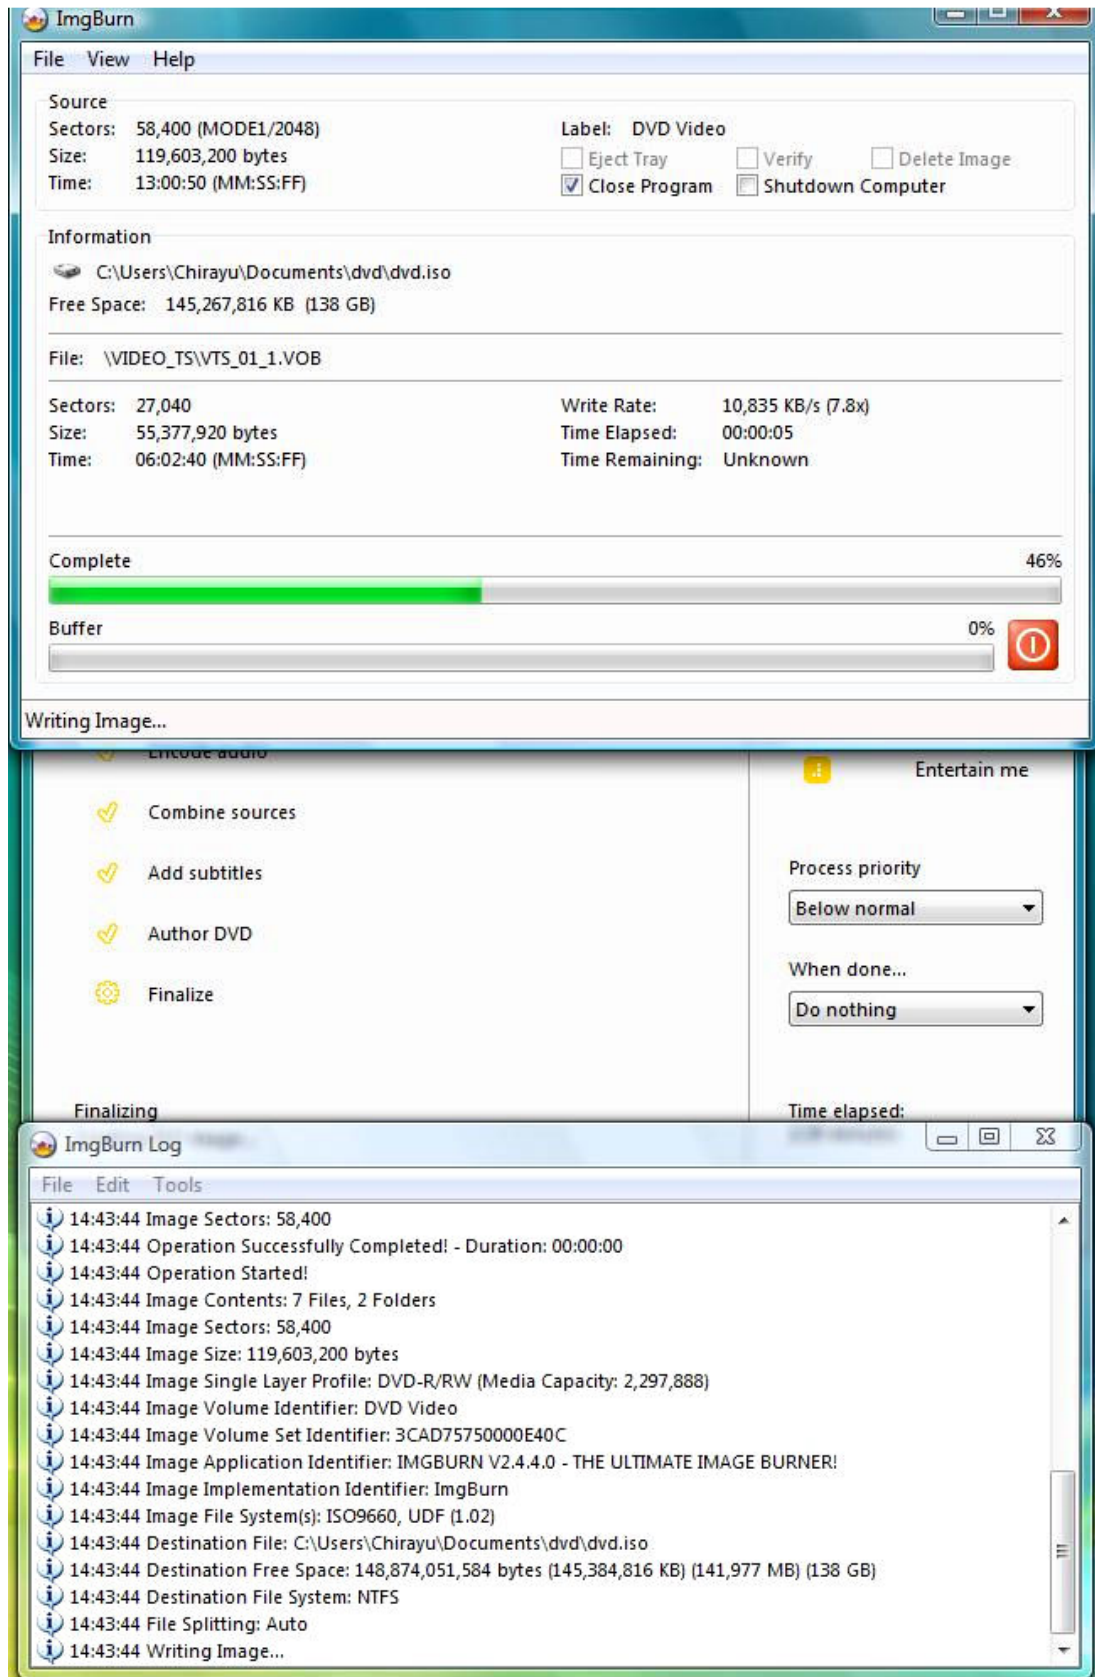 ImgBurn
File View Help
Source
Sectors: 58,400 (MODE1/2048) Label: DVD Video
Size: 119,603,200 bytes Eject Tray Verify Delete Image
Time: 13:00:50 (MM:SS:FF) Close Program Shutdown Computer
Information
C:\Users\Chirayu\Documents\dvd\dvd.iso
Free Space: 145,267,816 KB (138 GB)
File: \VIDEO_TS\VTS_01_1.VOB
Sectors: 27,040 Write Rate: 10,835 KB/s (7.8x)
Size: 55,377,920 bytes Time Elapsed: 00:00:05
Time: 06:02:40 (MM:SS:FF) Time Remaining: Unknown
Complete 46%
Buffer 0%
Writing Image...
Encode audio
Entertain me
Combine sources
Add subtitles
Process priority
Below normal
Author DVD
When done...
Finalize
Do nothing
Finalizing Time elapsed:
ImgBurn Log
File Edit Tools
14:43:44 Image Sectors: 58,400
14:43:44 Operation Successfully Completed! - Duration: 00:00:00
14:43:44 Operation Started!
14:43:44 Image Contents: 7 Files, 2 Folders
14:43:44 Image Sectors: 58,400
14:43:44 Image Size: 119,603,200 bytes
14:43:44 Image Single Layer Profile: DVD-R/RW (Media Capacity: 2,297,888)
14:43:44 Image Volume Identifier: DVD Video
14:43:44 Image Volume Set Identifier: 3CAD75750000E40C
14:43:44 Image Application Identifier: IMGBURN V2.4.4.0 - THE ULTIMATE IMAGE BURNER!
14:43:44 Image Implementation Identifier: ImgBurn
14:43:44 Image File System(s): ISO9660, UDF (1.02)
14:43:44 Destination File: C:\Users\Chirayu\Documents\dvd\dvd.iso
14:43:44 Destination Free Space: 148,874,051,584 bytes (145,384,816 KB) (141,977 MB) (138 GB)
14:43:44 Destination File System: NTFS
14:43:44 File Splitting: Auto
14:43:44 Writing Image...